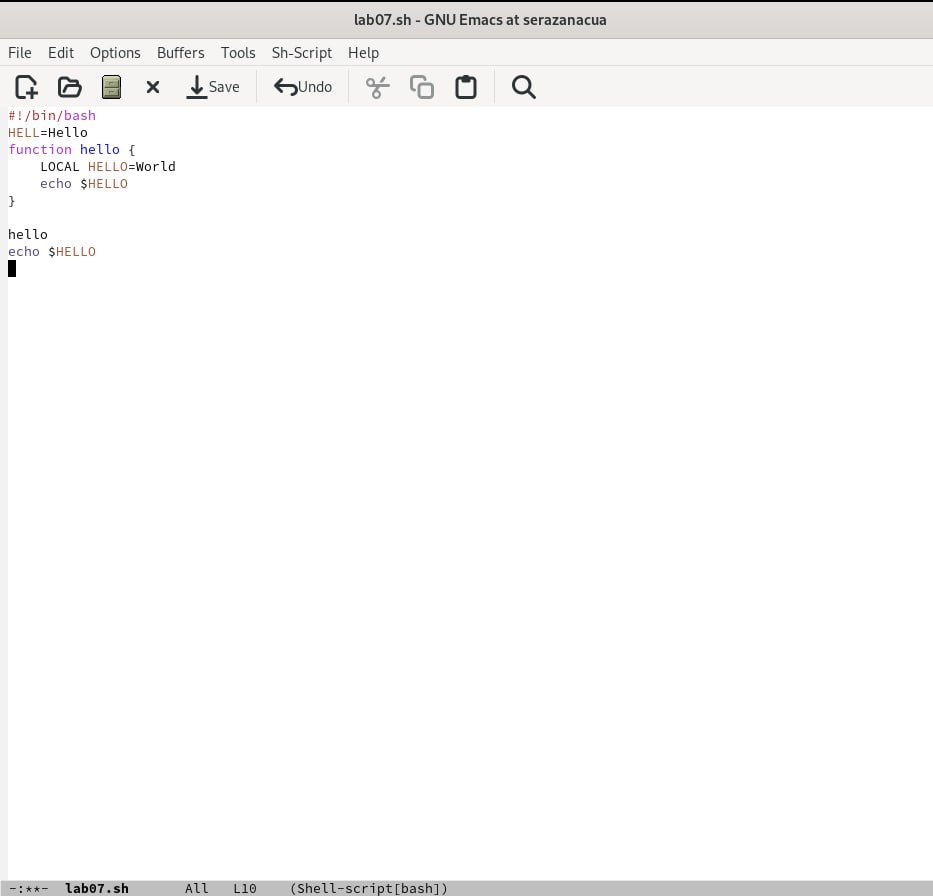 lab07.sh - GNU Emacs at serazanacua
File Edit Options Buffers Tools Sh-Script Help
Save Undo
#!/bin/bash
HELL=Hello
function hello {
    LOCAL HELLO=World
    echo $HELLO
}
hello
echo $HELLO
-:**-  lab07.sh       All   L10    (Shell-script[bash])